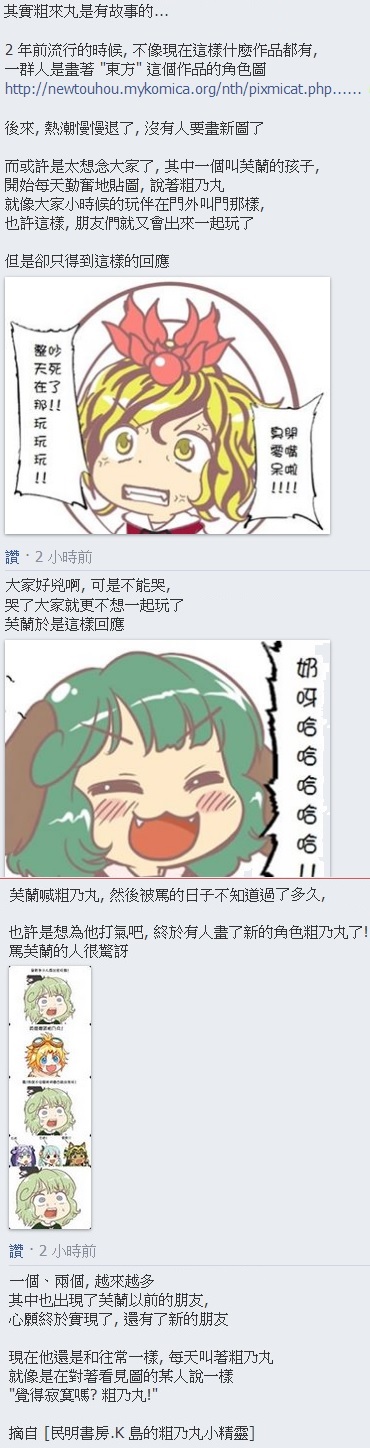 其實粗來丸是有故事的...
2 年前流行的時候, 不像現在這樣什麼作品都有,
一群人是畫著 "東方" 這個作品的角色圖
http://newtouhou.mykomica.org/nth/pixmicat.php......
後來, 熱潮慢慢退了, 沒有人要畫新圖了
而或許是太想念大家了, 其中一個叫芙蘭的孩子,
開始每天勤奮地貼圖, 說著粗乃丸
就像大家小時候的玩伴在門外叫門那樣,
也許這樣, 朋友們就又會出來一起玩了
但是卻只得到這樣的回應
吵死了!!
整天在那玩玩玩!!
閉嘴啦
真零呆!!!!
讚 · 2 小時前
大家好兇啊, 可是不能哭,
哭了大家就更不想一起玩了
芙蘭於是這樣回應
奶呀哈哈哈哈哈!!
芙蘭喊粗乃丸, 然後被罵的日子不知道過了多久,
也許是想為他打氣吧, 終於有人畫了新的角色粗乃丸了!
罵芙蘭的人很驚訝
讚 · 2 小時前
一個、兩個, 越來越多
其中也出現了芙蘭以前的朋友,
心願終於實現了, 還有了新的朋友
現在他還是和往常一樣, 每天叫著粗乃丸
就像是在對著看見圖的某人說一樣
"覺得寂寞嗎? 粗乃丸!"
摘自 [民明書房.K 島的粗乃丸小精靈]